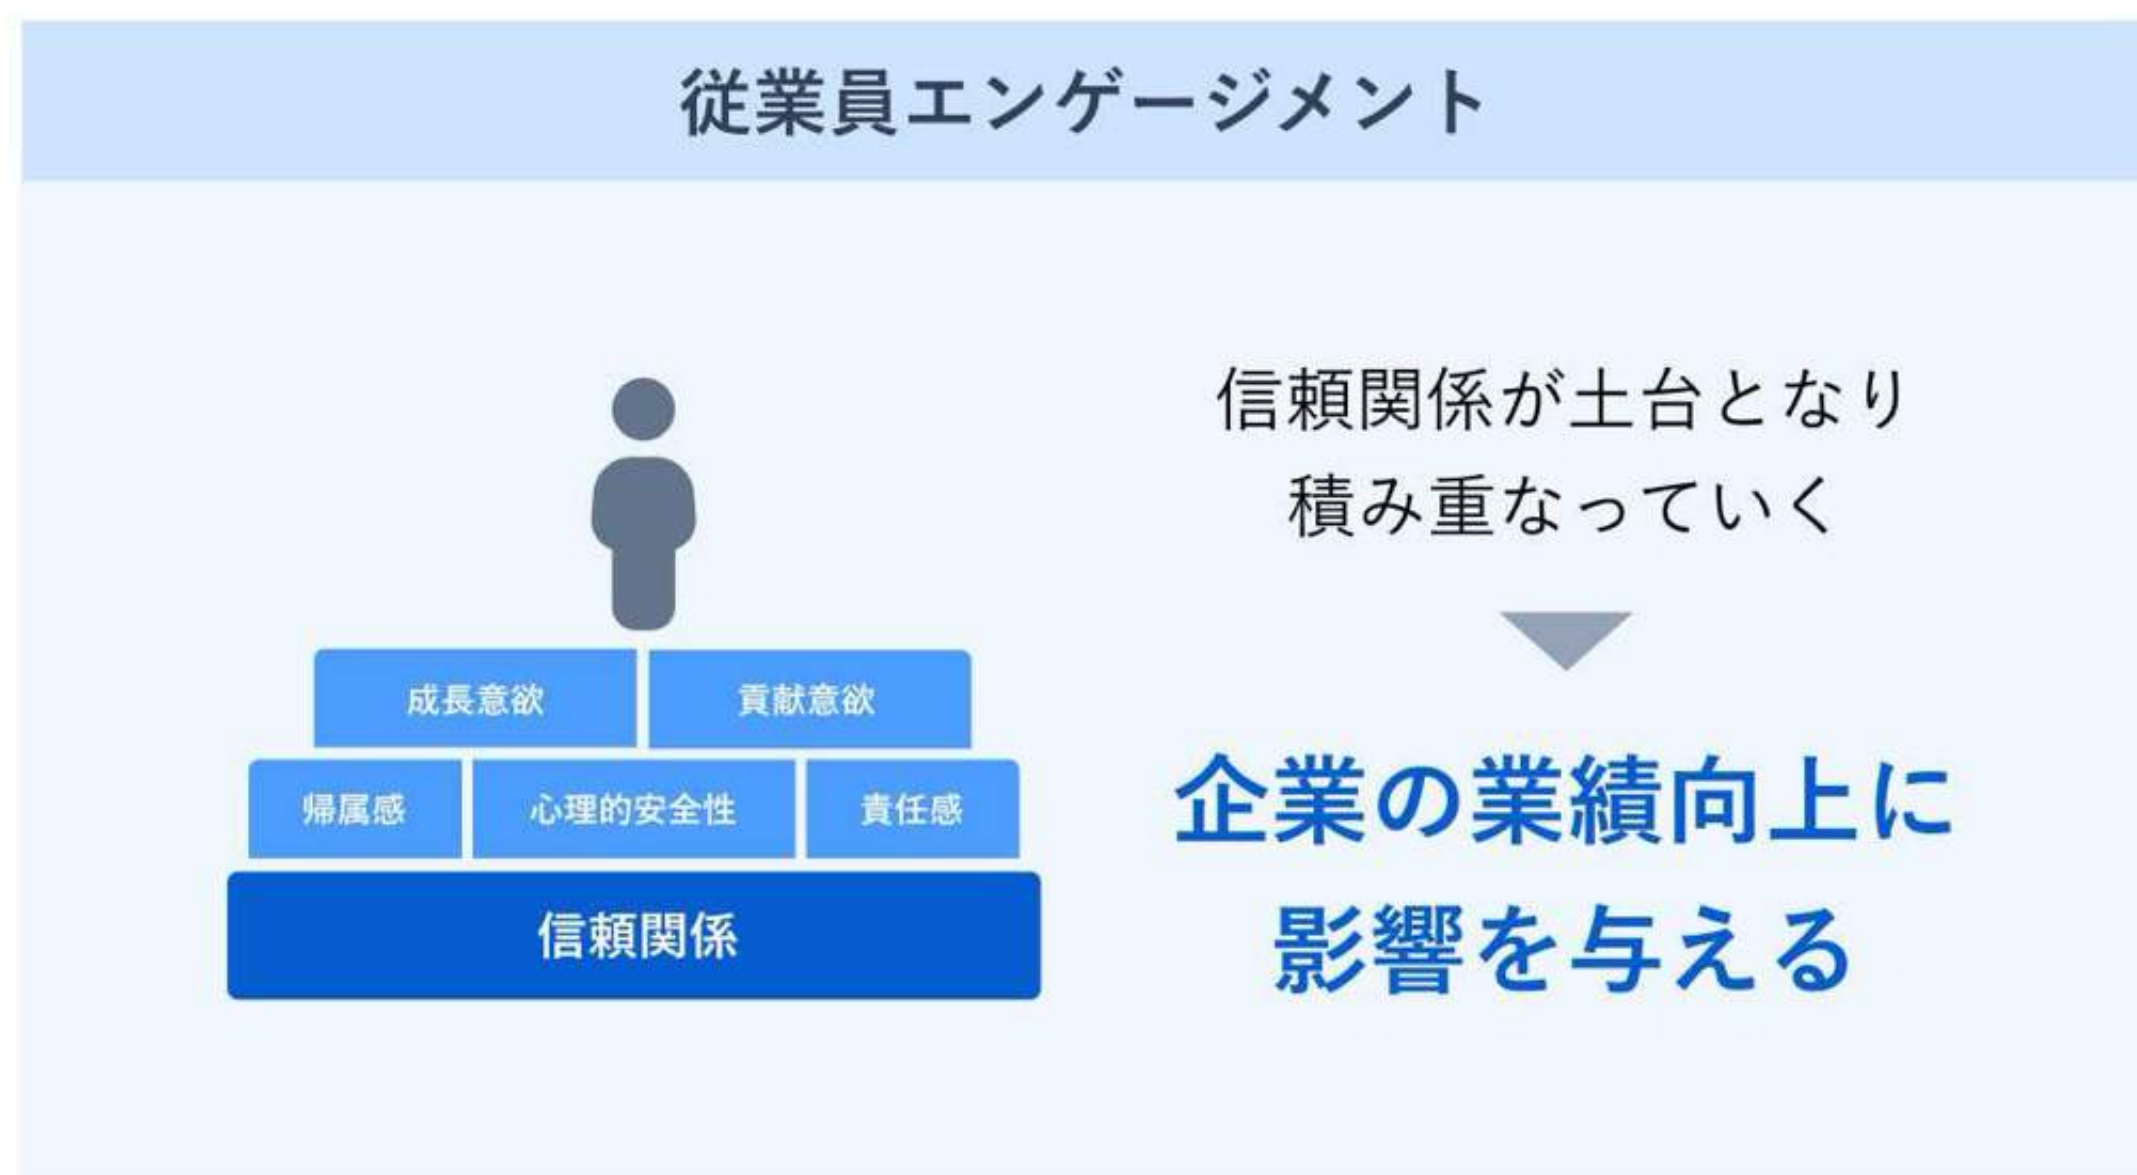 従業員エンゲージメント
成長意欲
貢献意欲
帰属感
心理的安全性
責任感
信頼関係
信頼関係が土台となり
積み重なっていく
企業の業績向上に
影響を与える